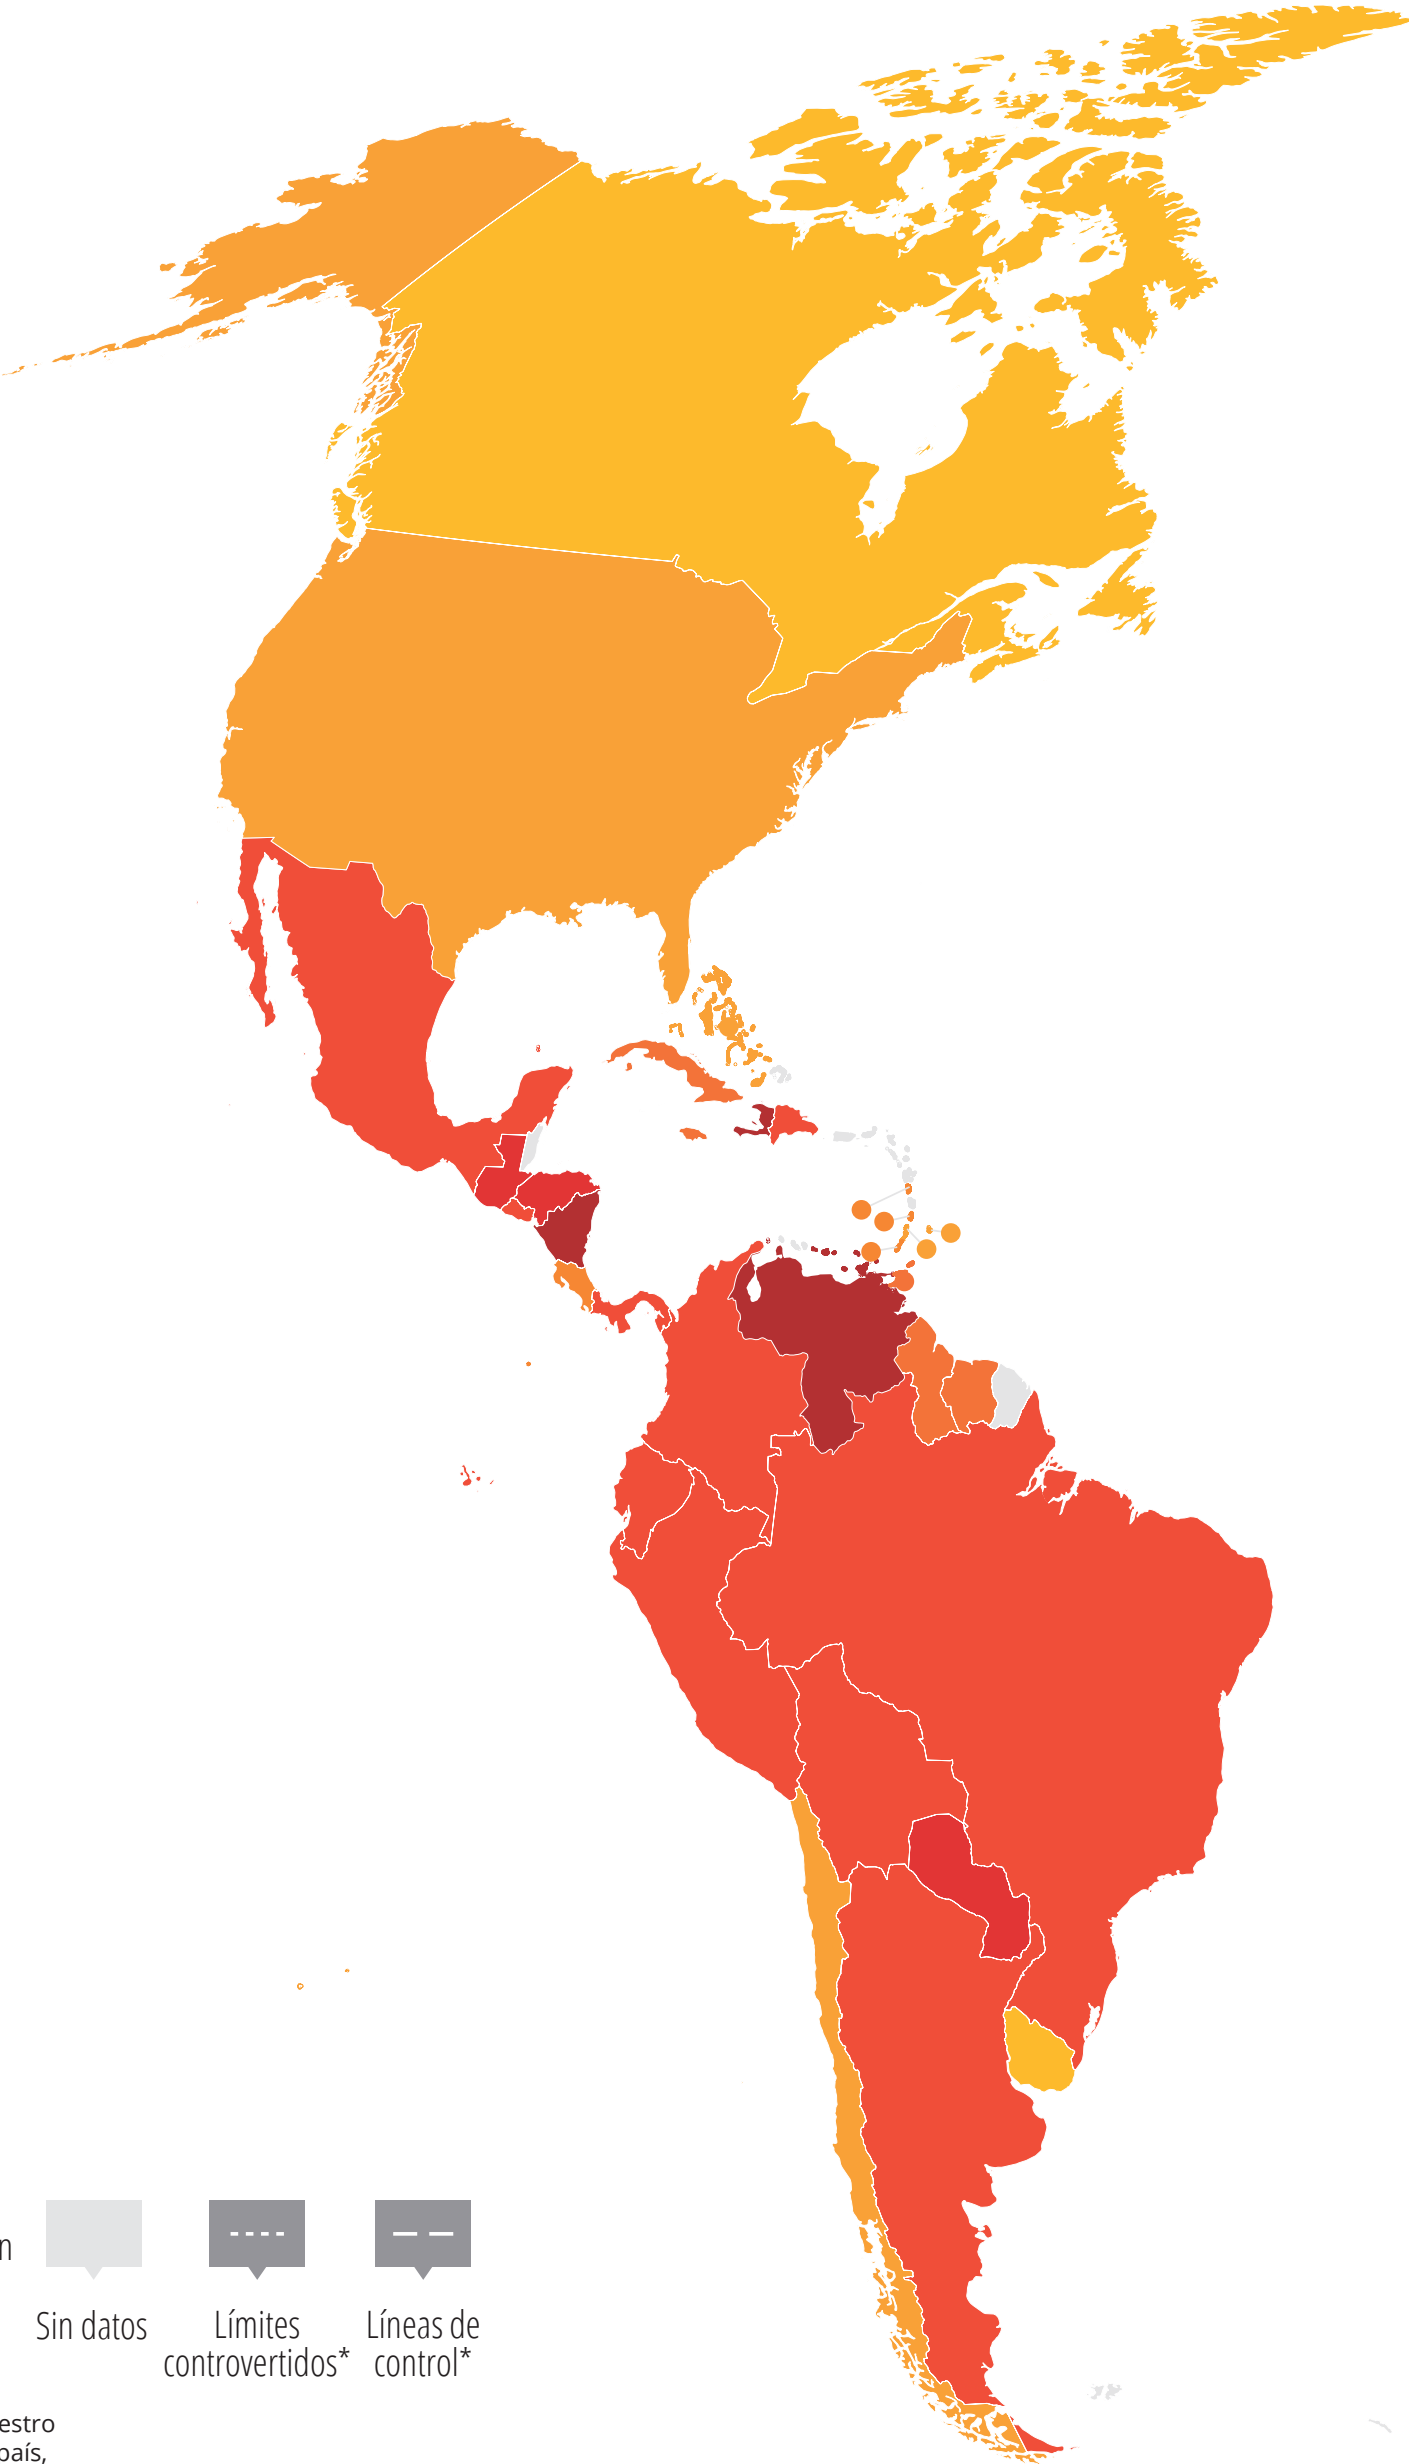 n
Sin datos
Límites
controvertidos*
Líneas de
control*
estro
país,